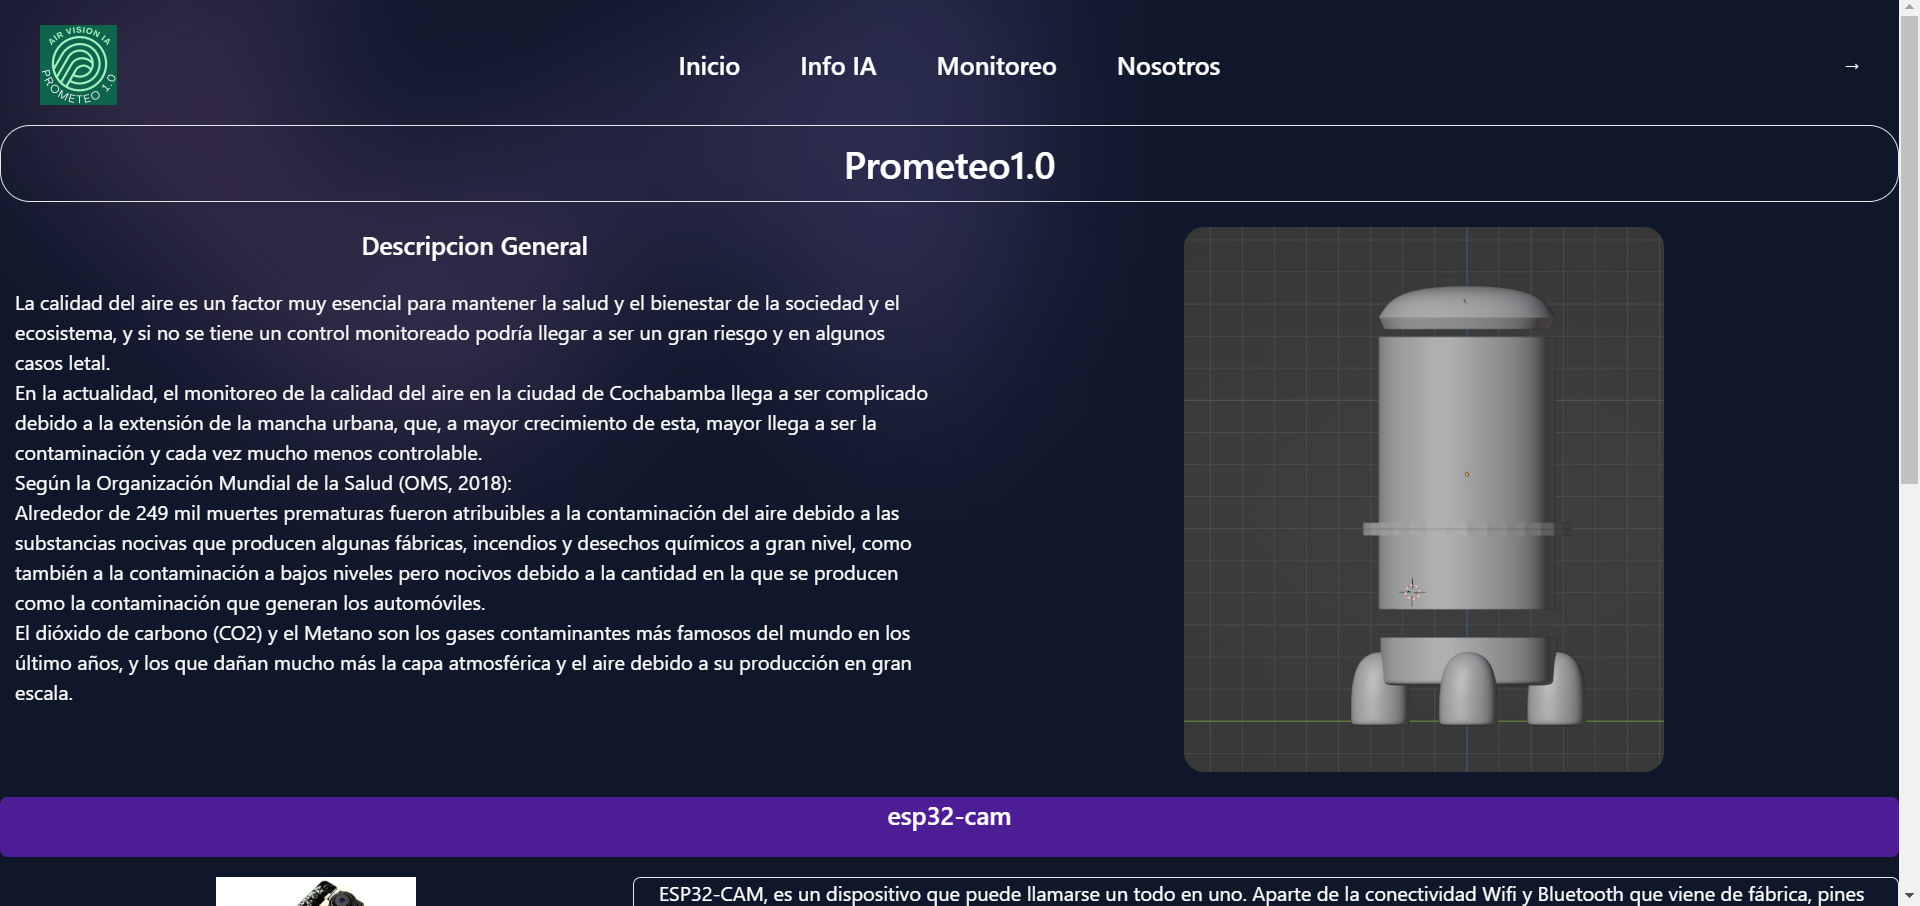 AIR VISION IA
PROMETEO 1.0
Inicio
Info IA
Monitoreo
Nosotros
→
Prometeo1.0
Descripcion General
La calidad del aire es un factor muy esencial para mantener la salud y el bienestar de la sociedad y el
ecosistema, y si no se tiene un control monitoreado podría llegar a ser un gran riesgo y en algunos
casos letal.
En la actualidad, el monitoreo de la calidad del aire en la ciudad de Cochabamba llega a ser complicado
debido a la extensión de la mancha urbana, que, a mayor crecimiento de esta, mayor llega a ser la
contaminación y cada vez mucho menos controlable.
Según la Organización Mundial de la Salud (OMS, 2018):
Alrededor de 249 mil muertes prematuras fueron atribuibles a la contaminación del aire debido a las
substancias nocivas que producen algunas fábricas, incendios y desechos químicos a gran nivel, como
también a la contaminación a bajos niveles pero nocivos debido a la cantidad en la que se producen
como la contaminación que generan los automóviles.
El dióxido de carbono (CO2) y el Metano son los gases contaminantes más famosos del mundo en los
último años, y los que dañan mucho más la capa atmosférica y el aire debido a su producción en gran
escala.
esp32-cam
ESP32-CAM, es un dispositivo que puede llamarse un todo en uno. Aparte de la conectividad Wifi y Bluetooth que viene de fábrica, pines